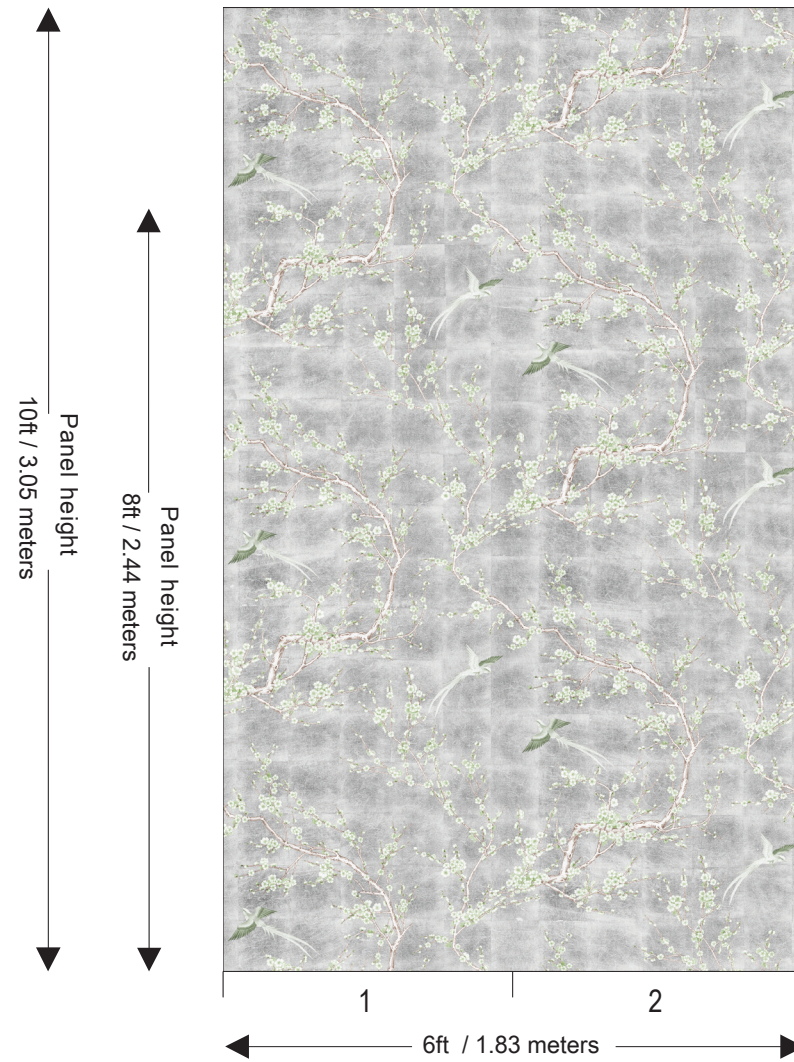 Panel height
10ft / 3.05 meters
Panel height
8ft / 2.44 meters
1
2
6ft / 1.83 meters